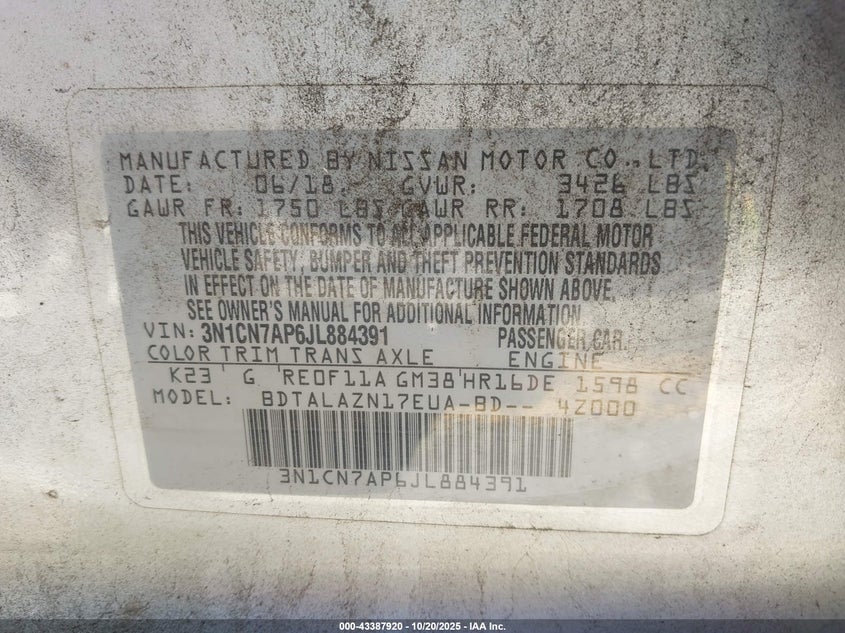 MANUFACTURED BY NISSAN MOTOR CO., LTD.
DATE: 06/18. GVWR: 3426 LBS
GAWR FR: 1750 LBS GAWR RR: 1708 LBS
THIS VEHICLE CONFORMS TO ALL APPLICABLE FEDERAL MOTOR
VEHICLE SAFETY, BUMPER AND THEFT PREVENTION STANDARDS
IN EFFECT ON THE DATE OF MANUFACTURE SHOWN ABOVE.
SEE OWNER'S MANUAL FOR ADDITIONAL INFORMATION
VIN: 3N1CN7AP6JL884391 PASSENGER CAR.
COLOR TRIM TRANS AXLE ENGINE
K23 G RE0F11A GM38 HR16DE 1598 CC
MODEL: BDTALAZN17EUA-BD-- 4Z000
3N1CN7AP6JL884391
000-43387920 | 10/20/2025 - IAA Inc.